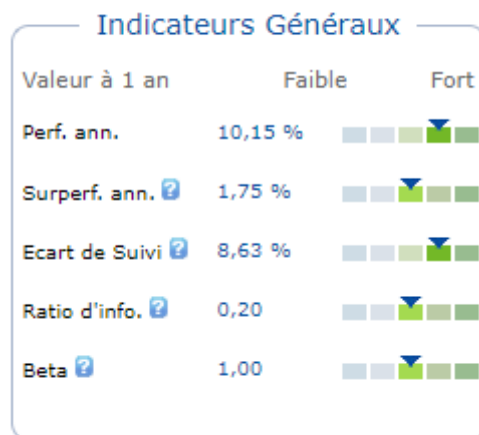 Indicateurs Généraux
Valeur à 1 an Faible Fort
Perf. ann. 10,15 %
Surperf. ann. ? 1,75 %
Ecart de Suivi ? 8,63 %
Ratio d'info. ? 0,20
Beta ? 1,00